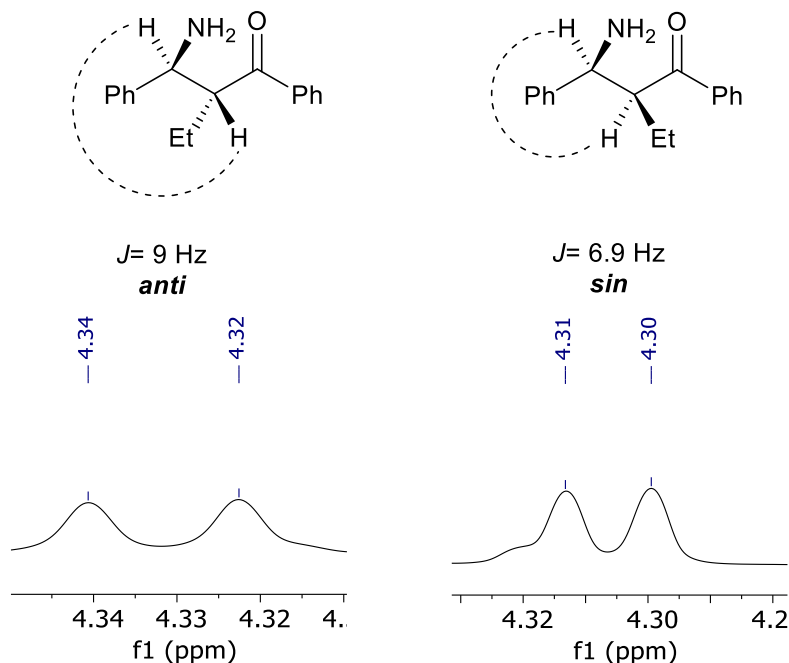 H NH2 O
Ph Ph
Et H
J= 9 Hz
anti
4.34 4.32
4.34 4.33 4.32 4.
f1 (ppm)
H NH2 O
Ph Ph
H Et
J= 6.9 Hz
sin
4.31 4.30
4.32 4.30 4.2
f1 (ppm)